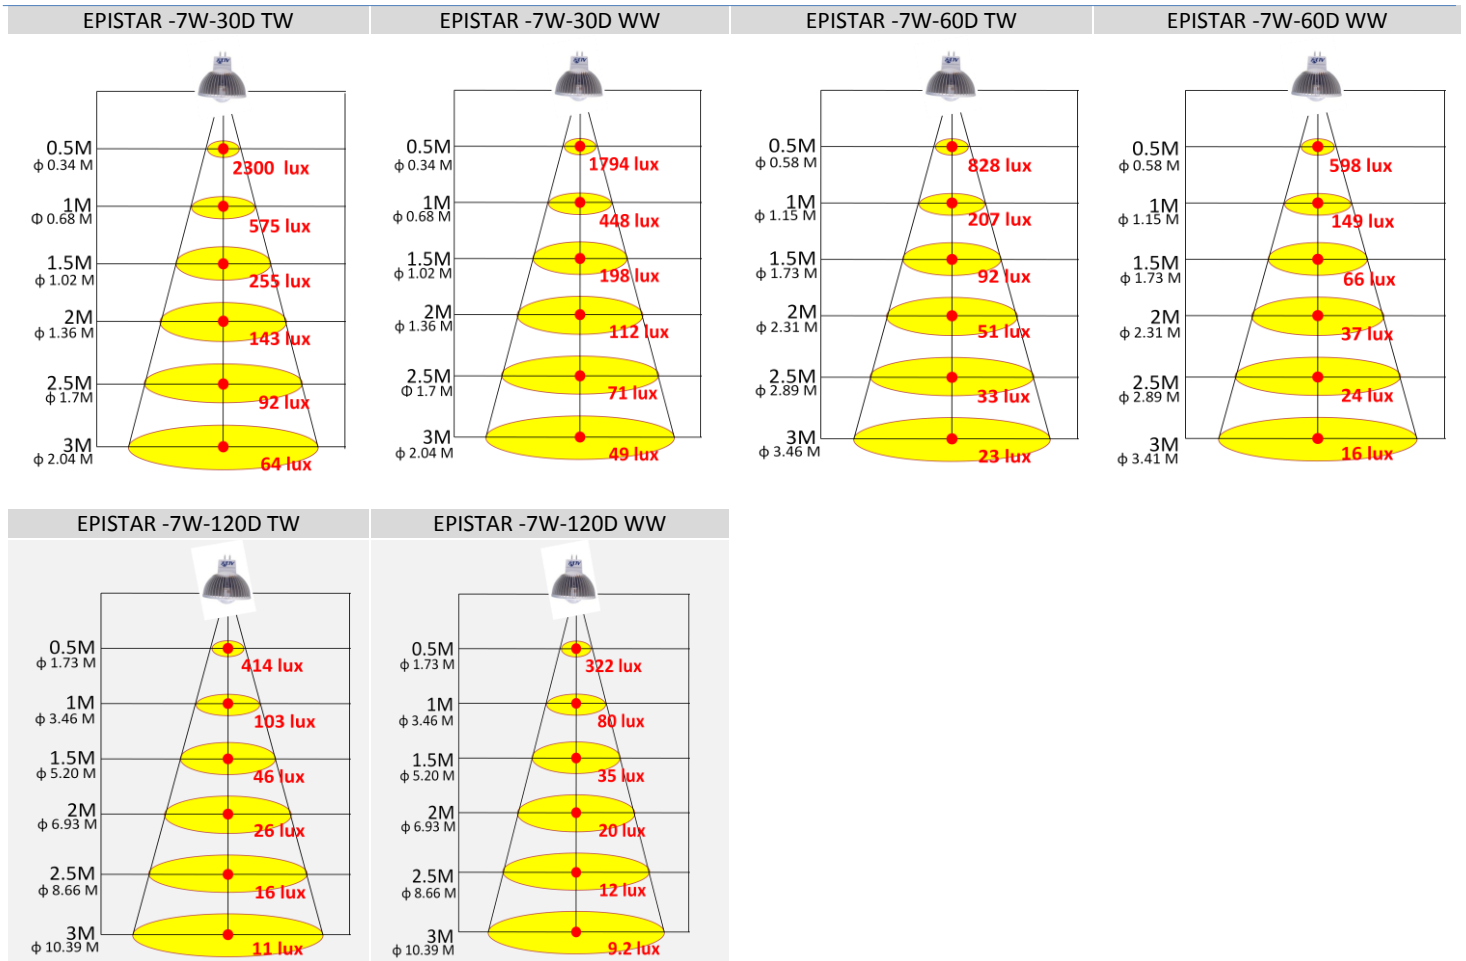 EPISTAR -7W-30D TW
0.5M
ф 0.34 M
2300 lux
1M
Ф 0.68 M
575 lux
1.5M
ф 1.02 M
255 lux
2M
ф 1.36 M
143 lux
2.5M
ф 1.7M
92 lux
3M
ф 2.04 M
64 lux
EPISTAR -7W-30D WW
0.5M
ф 0.34 M
1794 lux
1M
ф 0.68 M
448 lux
1.5M
ф 1.02 M
198 lux
2M
ф 1.36 M
112 lux
2.5M
Ф 1.7 M
71 lux
3M
ф 2.04 M
49 lux
EPISTAR -7W-60D TW
0.5M
ф 0.58 M
828 lux
1M
ф 1.15 M
207 lux
1.5M
ф 1.73 M
92 lux
2M
ф 2.31 M
51 lux
2.5M
ф 2.89 M
33 lux
3M
ф 3.46 M
23 lux
EPISTAR -7W-60D WW
0.5M
ф 0.58 M
598 lux
1M
ф 1.15 M
149 lux
1.5M
ф 1.73 M
66 lux
2M
ф 2.31 M
37 lux
2.5M
ф 2.89 M
24 lux
3M
ф 3.41 M
16 lux
EPISTAR -7W-120D TW
0.5M
ф 1.73 M
414 lux
1M
ф 3.46 M
103 lux
1.5M
ф 5.20 M
46 lux
2M
ф 6.93 M
26 lux
2.5M
ф 8.66 M
16 lux
3M
ф 10.39 M
11 lux
EPISTAR -7W-120D WW
0.5M
ф 1.73 M
322 lux
1M
ф 3.46 M
80 lux
1.5M
ф 5.20 M
35 lux
2M
ф 6.93 M
20 lux
2.5M
ф 8.66 M
12 lux
3M
ф 10.39 M
9.2 lux